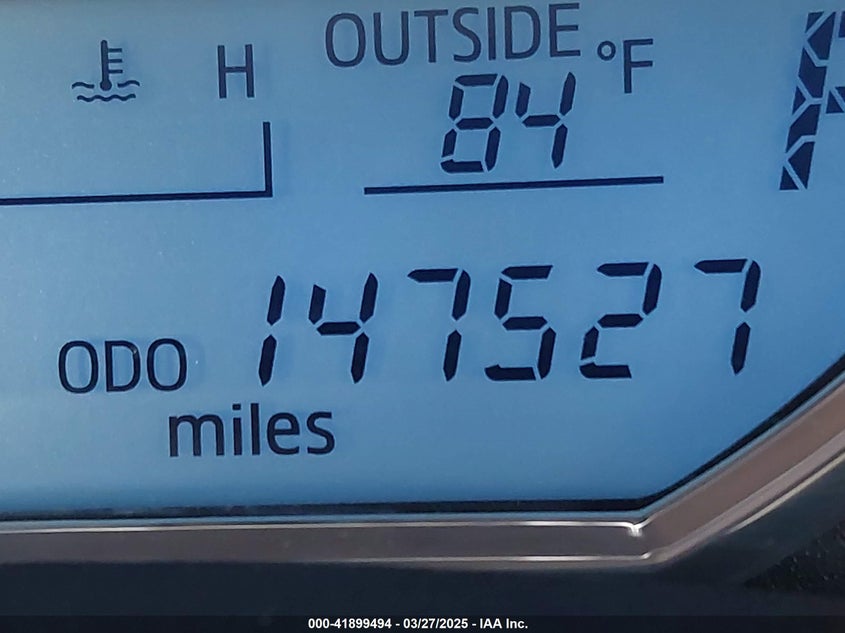 H
OUTSIDE °F
84
ODO 147527
miles
000-41899494 - 03/27/2025 - IAA Inc.